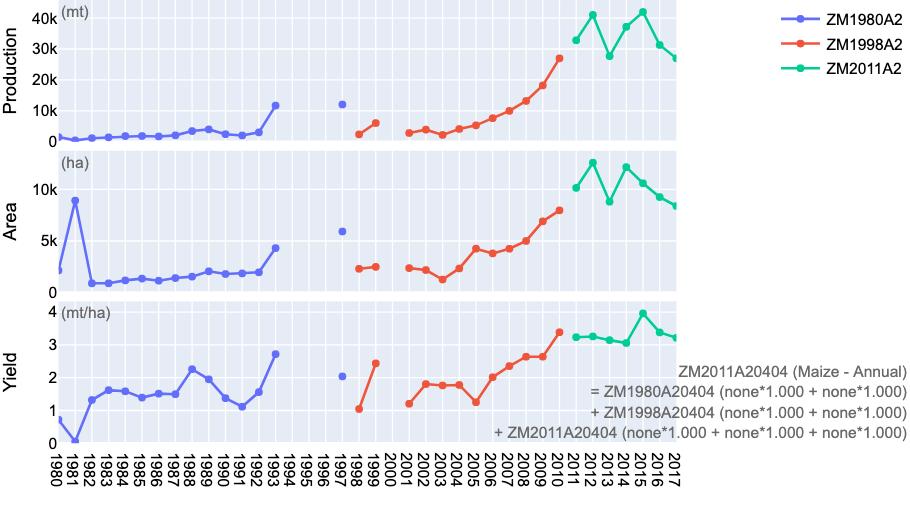 (mt)
40k
30k
20k
10k
0
Production
ZM1980A2
ZM1998A2
ZM2011A2
(ha)
10k
5k
0
Area
(mt/ha)
4
3
2
1
0
Yield
ZM2011A20404 (Maize - Annual)
= ZM1980A20404 (none*1.000 + none*1.000)
+ ZM1998A20404 (none*1.000 + none*1.000)
+ ZM2011A20404 (none*1.000 + none*1.000 + none*1.000)
1980 1981 1982 1983 1984 1985 1986 1987 1988 1989 1990 1991 1992 1993 1994 1995 1996 1997 1998 1999 2000 2001 2002 2003 2004 2005 2006 2007 2008 2009 2010 2011 2012 2013 2014 2015 2016 2017